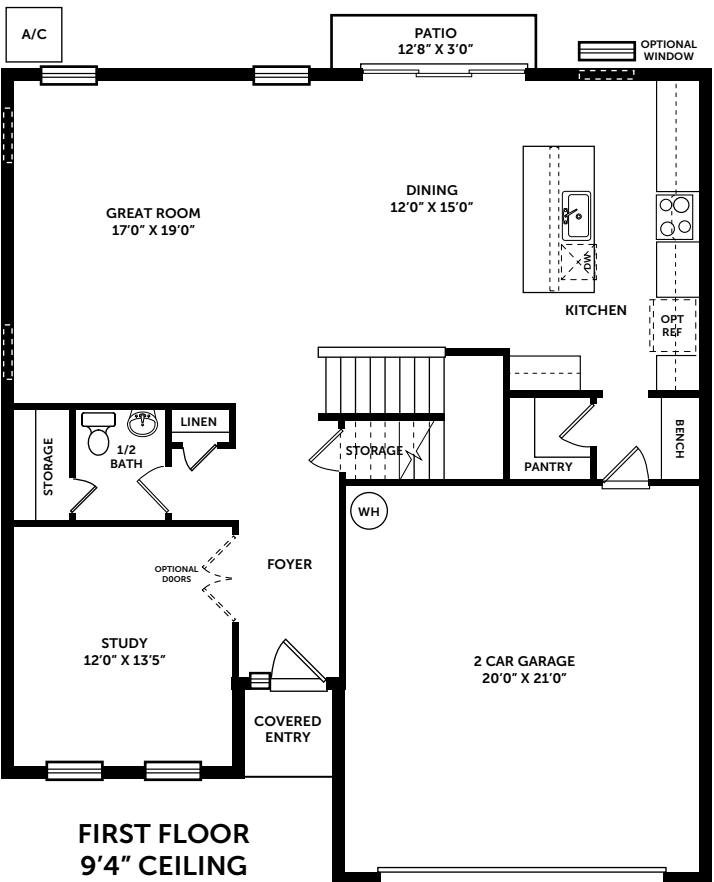 A/C
PATIO
12'8" X 3'0"
OPTIONAL
WINDOW
GREAT ROOM
17'0" X 19'0"
DINING
12'0" X 15'0"
DW
KITCHEN
OPT
REF
LINEN
STORAGE
1/2
BATH
STORAGE
PANTRY
BENCH
WH
OPTIONAL
DOORS
FOYER
STUDY
12'0" X 13'5"
2 CAR GARAGE
20'0" X 21'0"
COVERED
ENTRY
FIRST FLOOR
9'4" CEILING